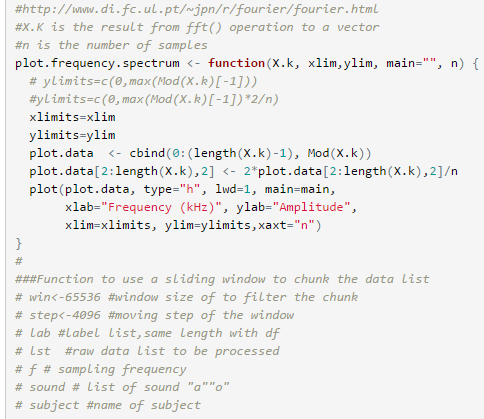 #http://www.di.fc.ul.pt/~jpn/r/fourier/fourier.html
#X.K is the result from fft() operation to a vector
#n is the number of samples
plot.frequency.spectrum <- function(X.k, xlim,ylim, main="", n) {
  # ylimits=c(0,max(Mod(X.k)[-1]))
  #ylimits=c(0,max(Mod(X.k)[-1])*2/n)
  xlimits=xlim
  ylimits=ylim
  plot.data  <- cbind(0:(length(X.k)-1), Mod(X.k))
  plot.data[2:length(X.k),2] <- 2*plot.data[2:length(X.k),2]/n
  plot(plot.data, type="h", lwd=1, main=main,
       xlab="Frequency (kHz)", ylab="Amplitude",
       xlim=xlimits, ylim=ylimits,xaxt="n")
}
#
###Function to use a sliding window to chunk the data list
# win<-65536 #window size of to filter the chunk
# step<-4096 #moving step of the window
# lab #label list,same length with df
# lst  #raw data list to be processed
# f # sampling frequency
# sound # list of sound "a""o"
# subject #name of subject